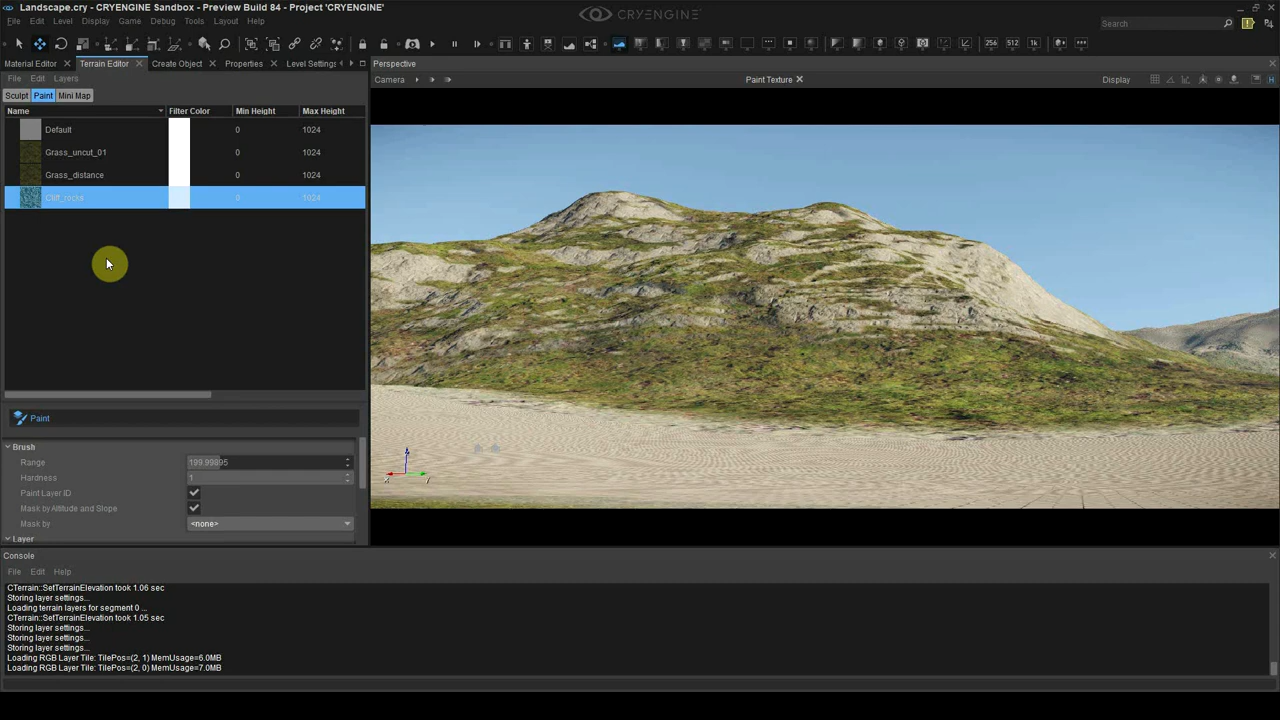 Landscape.cry - CRYENGINE Sandbox - Preview Build 84 - Project 'CRYENGINE'
File Edit Level Display Game Debug Tools Layout Help
CRYENGINE
Search
256 512 1k
Material Editor Terrain Editor Create Object Properties Level Settings
Perspective
File Edit Layers
Camera
Paint Texture
Display
H
Sculpt Paint Mini Map
Name Filter Color Min Height Max Height
Default 0 1024
Grass_uncut_01 0 1024
Grass_distance 0 1024
Cliff_rocks 0 1024
Paint
Brush
Range 199.99895
Hardness 1
Paint Layer ID
Mask by Altitude and Slope
Mask by <none>
Layer
X Y
Console
File Edit Help
CTerrain::SetTerrainElevation took 1.06 sec
Storing layer settings...
Loading terrain layers for segment 0 ...
CTerrain::SetTerrainElevation took 1.05 sec
Storing layer settings...
Storing layer settings...
Storing layer settings...
Loading RGB Layer Tile: TilePos=(2, 1) MemUsage=6.0MB
Loading RGB Layer Tile: TilePos=(2, 0) MemUsage=7.0MB